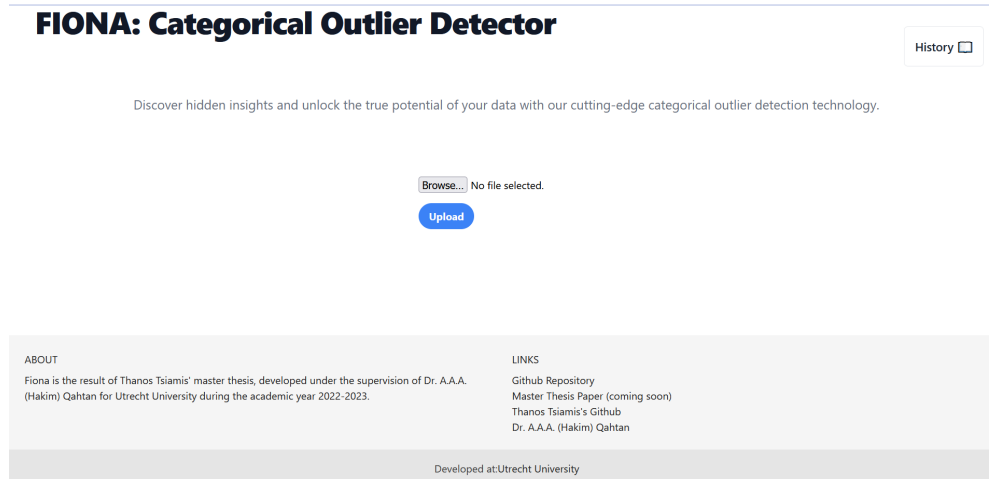 FIONA: Categorical Outlier Detector
History
Discover hidden insights and unlock the true potential of your data with our cutting-edge categorical outlier detection technology.
Browse... No file selected.
Upload
ABOUT
Fiona is the result of Thanos Tsiamis' master thesis, developed under the supervision of Dr. A.A.A.
(Hakim) Qahtan for Utrecht University during the academic year 2022-2023.
LINKS
Github Repository
Master Thesis Paper (coming soon)
Thanos Tsiamis's Github
Dr. A.A.A. (Hakim) Qahtan
Developed at:Utrecht University